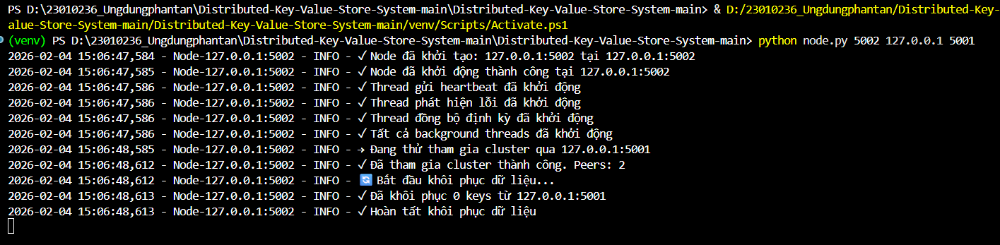 PS D:\23010236_Ungdungphantan\Distributed-Key-Value-Store-System-main\Distributed-Key-Value-Store-System-main> & D:/23010236_Ungdungphantan/Distributed-Key-
alue-Store-System-main/Distributed-Key-Value-Store-System-main/venv/Scripts/Activate.ps1
(venv) PS D:\23010236_Ungdungphantan\Distributed-Key-Value-Store-System-main\Distributed-Key-Value-Store-System-main> python node.py 5002 127.0.0.1 5001
2026-02-04 15:06:47,584 - Node-127.0.0.1:5002 - INFO - ✓ Node đã khởi tạo: 127.0.0.1:5002 tại 127.0.0.1:5002
2026-02-04 15:06:47,585 - Node-127.0.0.1:5002 - INFO - ✓ Node đã khởi động thành công tại 127.0.0.1:5002
2026-02-04 15:06:47,586 - Node-127.0.0.1:5002 - INFO - ✓ Thread gửi heartbeat đã khởi động
2026-02-04 15:06:47,586 - Node-127.0.0.1:5002 - INFO - ✓ Thread phát hiện lỗi đã khởi động
2026-02-04 15:06:47,586 - Node-127.0.0.1:5002 - INFO - ✓ Thread đồng bộ định kỳ đã khởi động
2026-02-04 15:06:47,586 - Node-127.0.0.1:5002 - INFO - ✓ Tất cả background threads đã khởi động
2026-02-04 15:06:48,585 - Node-127.0.0.1:5002 - INFO - → Đang thử tham gia cluster qua 127.0.0.1:5001
2026-02-04 15:06:48,612 - Node-127.0.0.1:5002 - INFO - ✓ Đã tham gia cluster thành công. Peers: 2
2026-02-04 15:06:48,612 - Node-127.0.0.1:5002 - INFO - 🔄 Bắt đầu khôi phục dữ liệu...
2026-02-04 15:06:48,613 - Node-127.0.0.1:5002 - INFO - ✓ Đã khôi phục 0 keys từ 127.0.0.1:5001
2026-02-04 15:06:48,613 - Node-127.0.0.1:5002 - INFO - ✓ Hoàn tất khôi phục dữ liệu